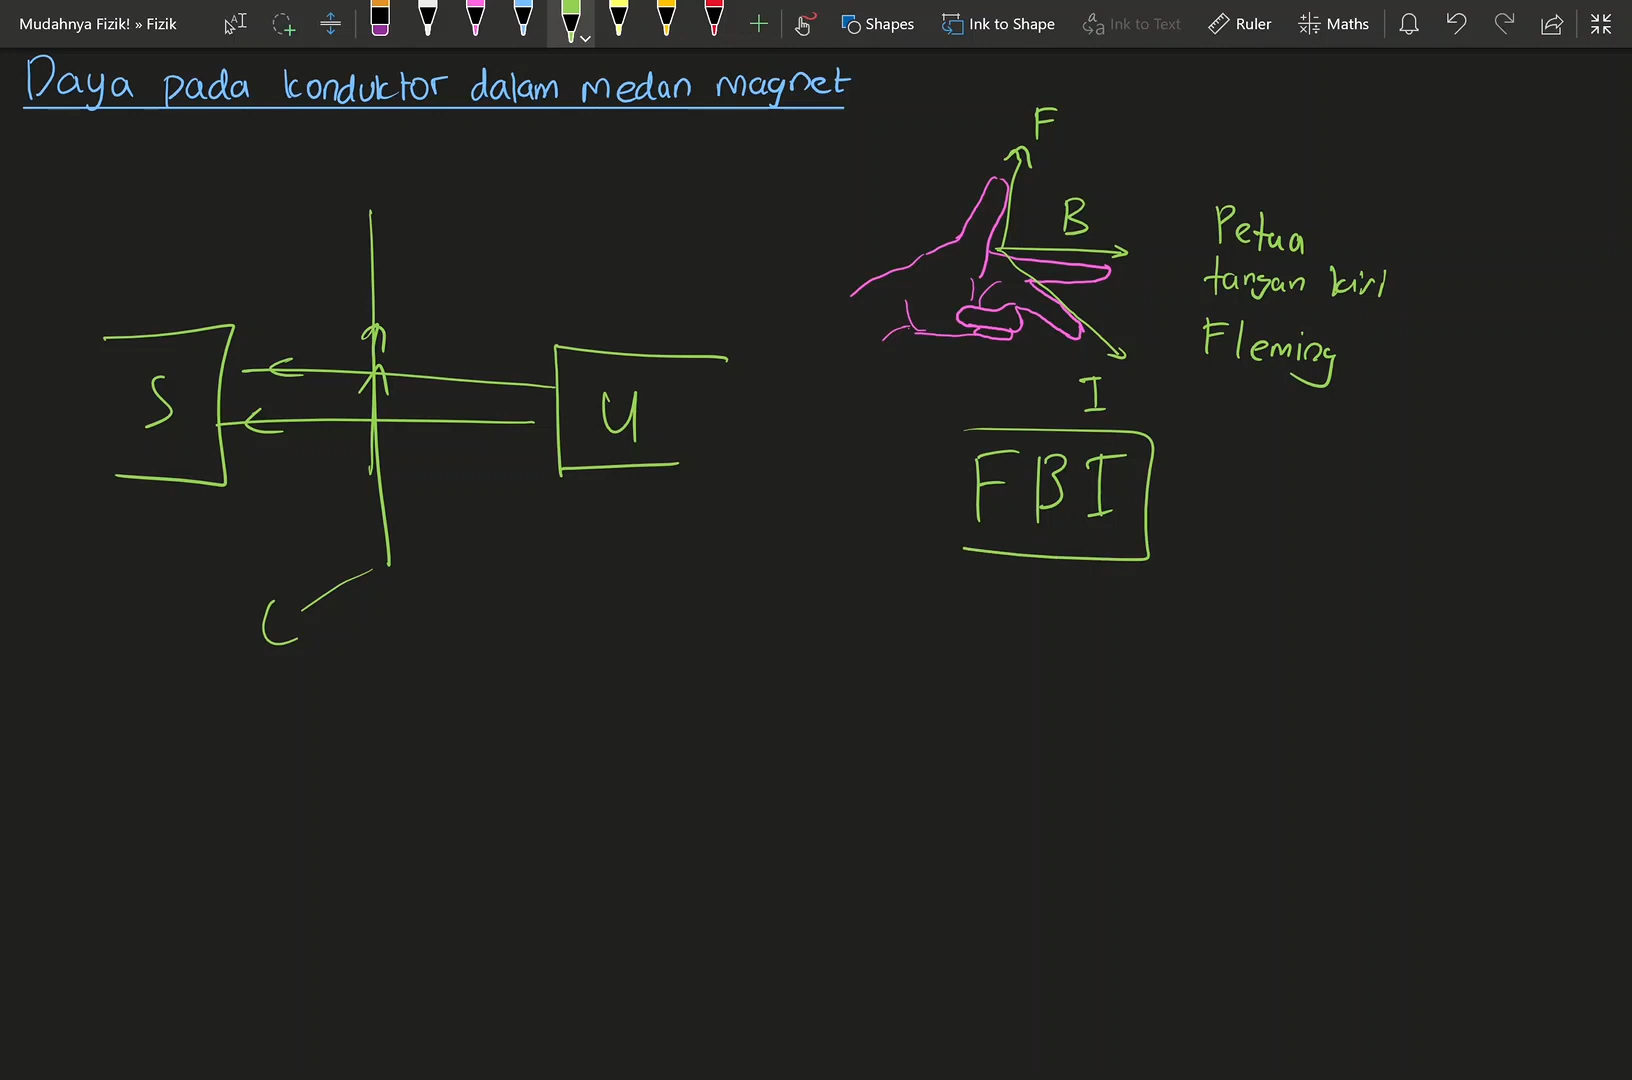 Mudahnya Fizik! » Fizik
Shapes
Ink to Shape
Ink to Text
Ruler
Maths
Daya pada konduktor dalam medan magnet
F
B
I
Petua
tangan kiri
Fleming
S
U
F B I
C